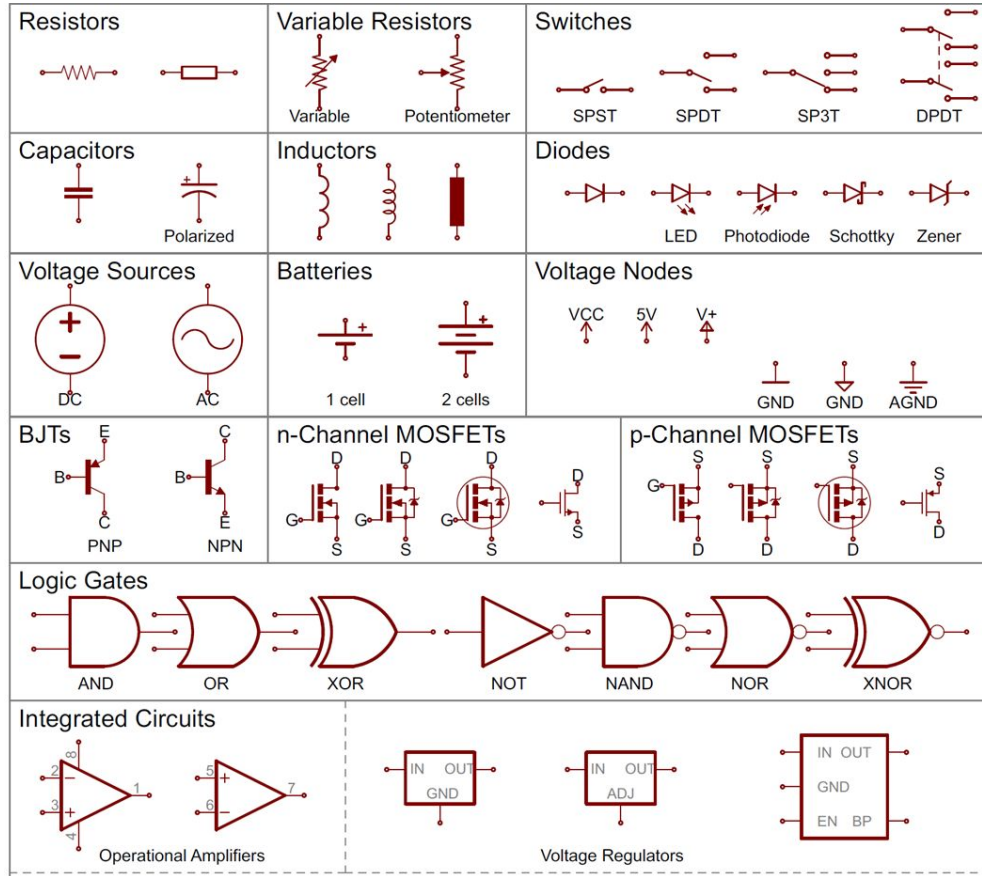 Resistors
Variable Resistors
Variable
Potentiometer
Switches
SPST
SPDT
SP3T
DPDT
Capacitors
+
Polarized
Inductors
Diodes
LED
Photodiode
Schottky
Zener
Voltage Sources
+
−
DC
AC
Batteries
+
1 cell
+
2 cells
Voltage Nodes
VCC
5V
V+
GND
GND
AGND
BJTs
E
B
C
PNP
C
B
E
NPN
n-Channel MOSFETs
D
G
S
D
G
S
D
G
S
D
S
p-Channel MOSFETs
S
G
D
S
D
S
D
S
D
Logic Gates
AND
OR
XOR
NOT
NAND
NOR
XNOR
Integrated Circuits
8
2 −
1
3 +
4
5 +
7
6 −
Operational Amplifiers
IN OUT
GND
IN OUT
ADJ
IN OUT
GND
EN BP
Voltage Regulators